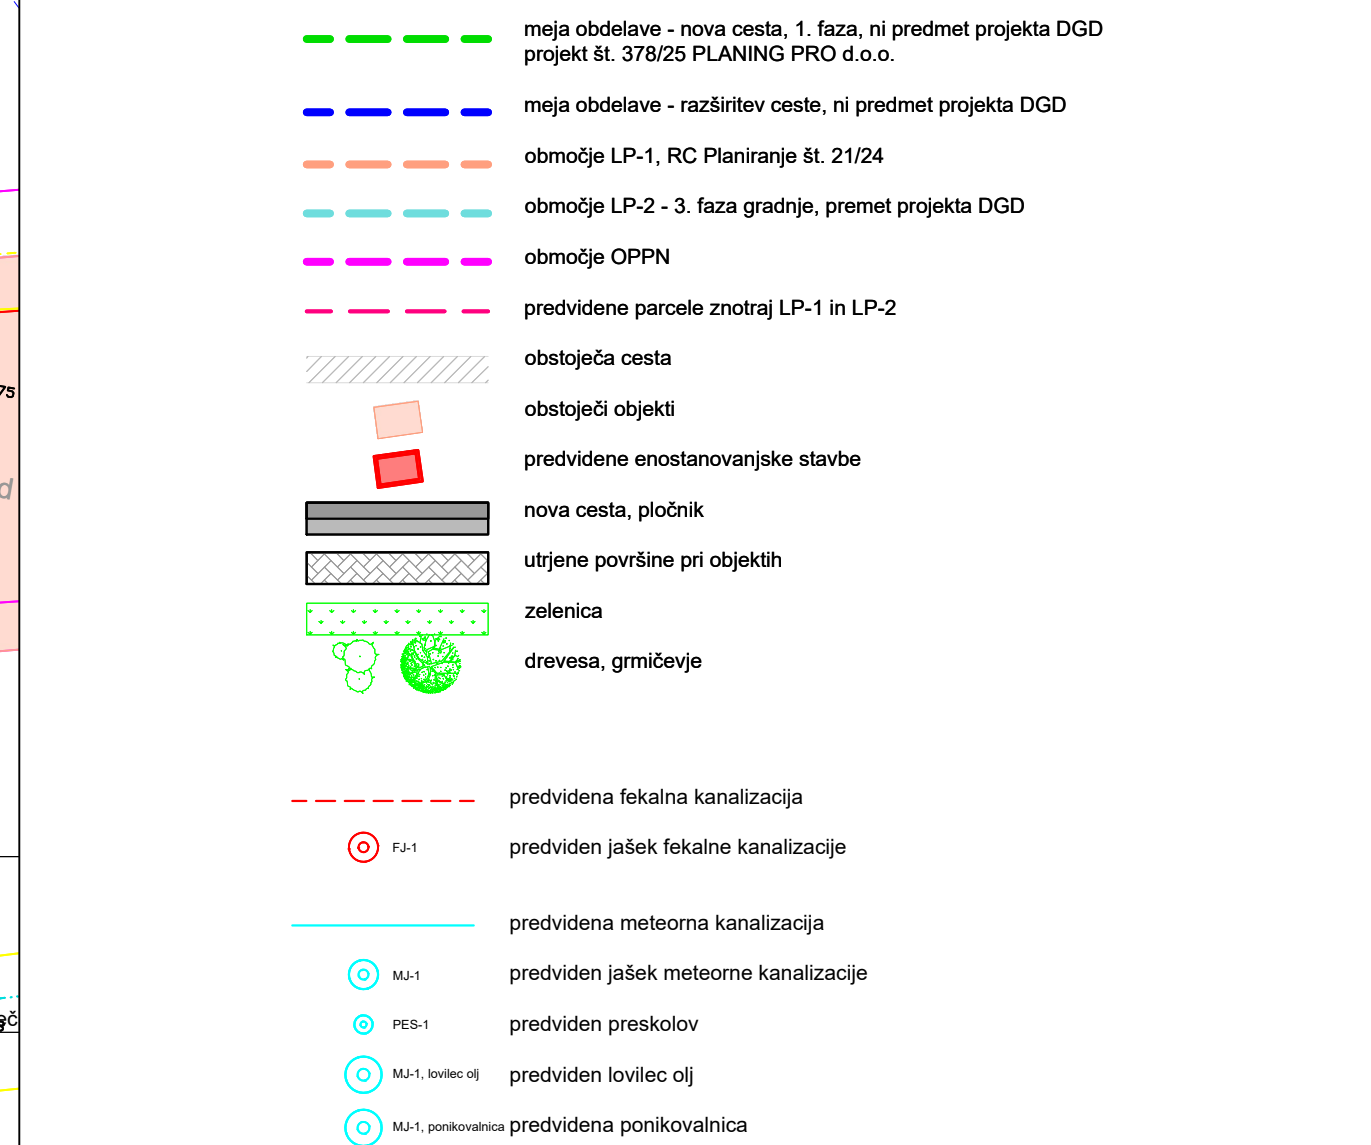 meja obdelave - nova cesta, 1. faza, ni predmet projekta DGD
projekt št. 378/25 PLANING PRO d.o.o.
meja obdelave - razširitev ceste, ni predmet projekta DGD
območje LP-1, RC Planiranje št. 21/24
območje LP-2 - 3. faza gradnje, premet projekta DGD
območje OPPN
predvidene parcele znotraj LP-1 in LP-2
obstoječa cesta
75
obstoječi objekti
predvidene enostanovanjske stavbe
d
nova cesta, pločnik
utrjene površine pri objektih
zelenica
drevesa, grmičevje
predvidena fekalna kanalizacija
FJ-1 predviden jašek fekalne kanalizacije
predvidena meteorna kanalizacija
MJ-1 predviden jašek meteorne kanalizacije
PES-1 predviden preskolov
MJ-1, lovilec olj predviden lovilec olj
MJ-1, ponikovalnica predvidena ponikovalnica